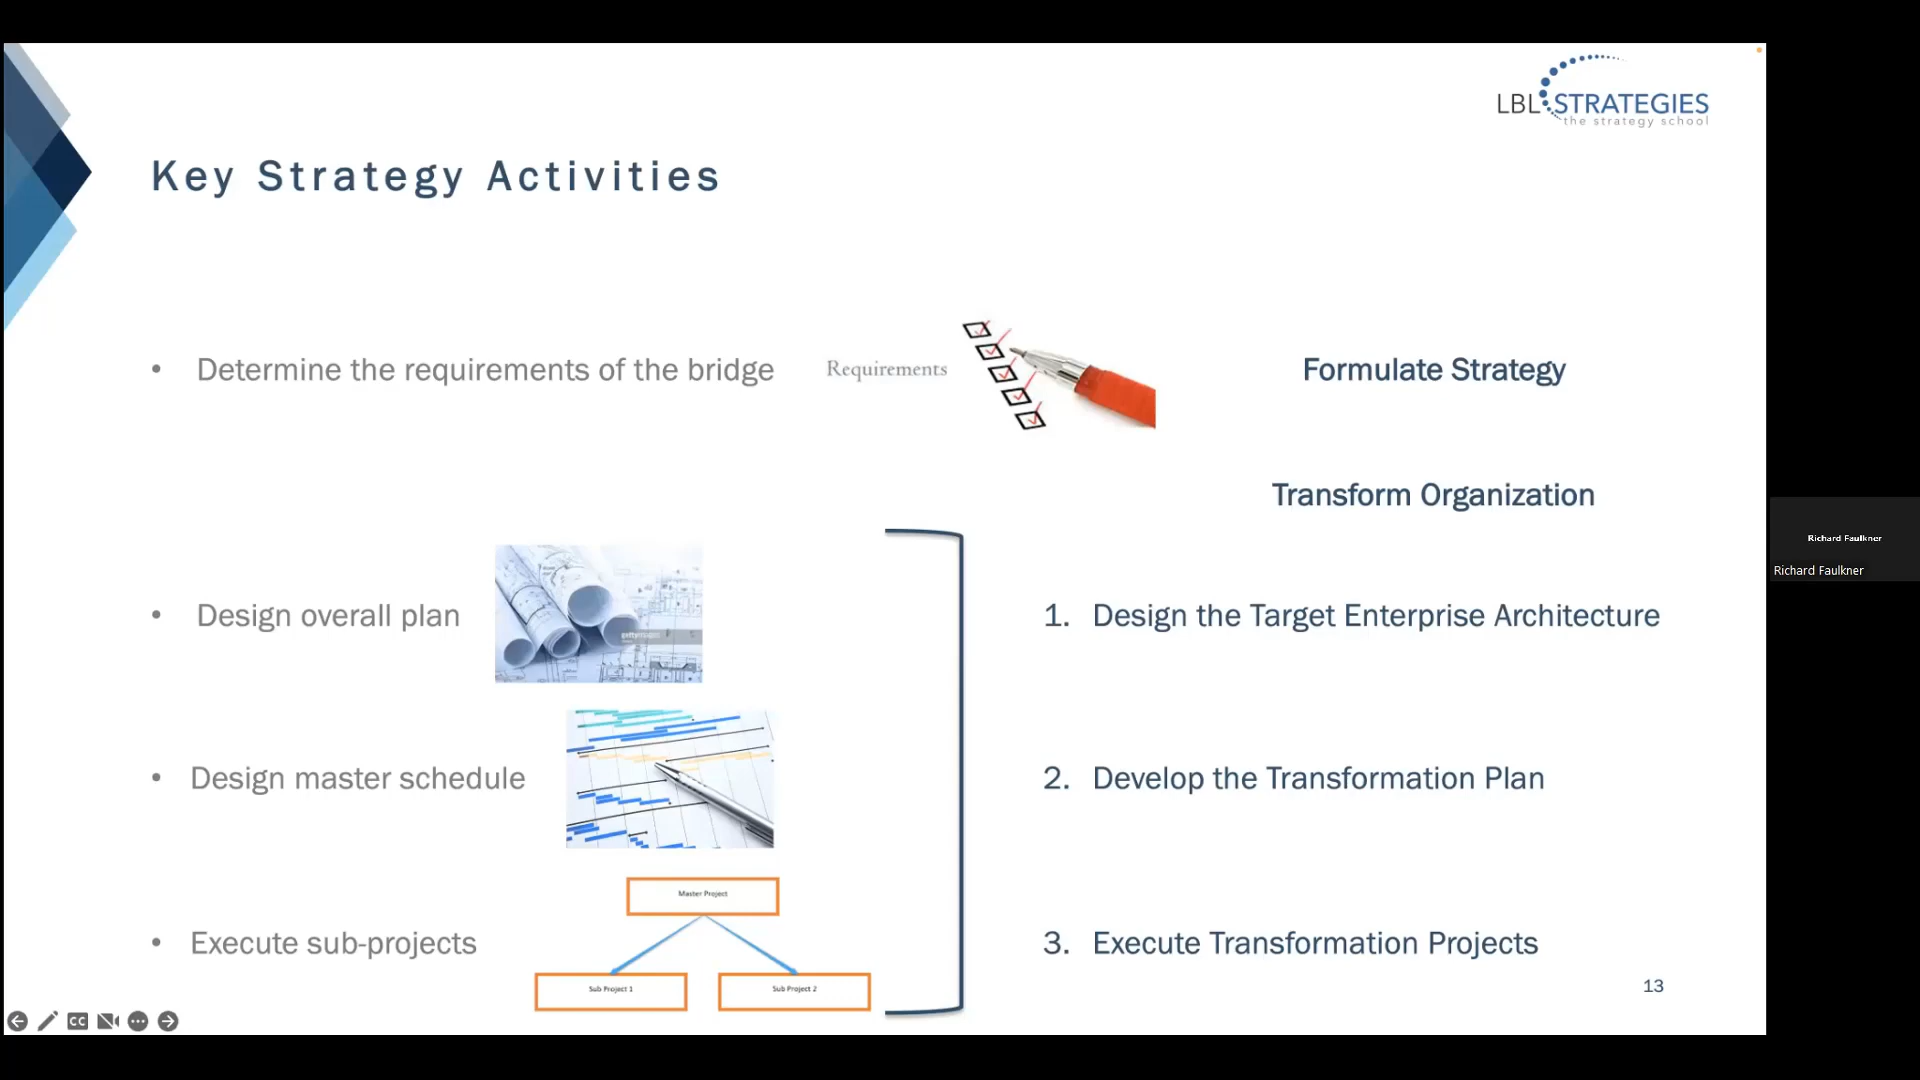 LBL STRATEGIES
the strategy school
Key Strategy Activities
• Determine the requirements of the bridge
Requirements
Formulate Strategy
Transform Organization
• Design overall plan
gettyimages
1. Design the Target Enterprise Architecture
• Design master schedule
2. Develop the Transformation Plan
Master Project
• Execute sub-projects
Sub Project 1
Sub Project 2
3. Execute Transformation Projects
13
CC
Richard Faulkner
Richard Faulkner